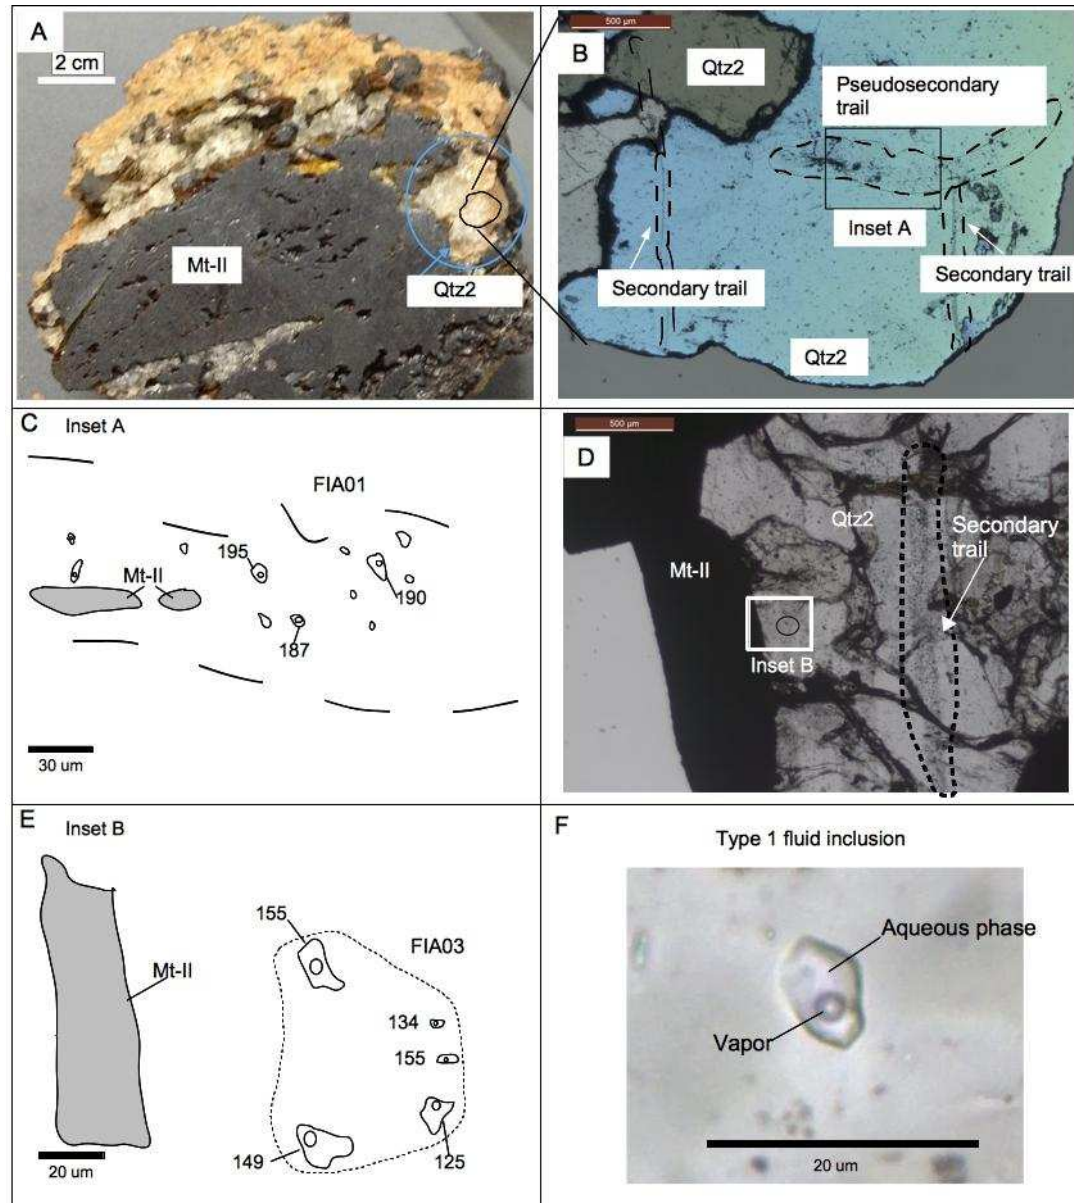 A
2 cm
Mt-II
Qtz2
500 µm
B
Qtz2
Pseudosecondary
trail
Inset A
Secondary trail
Secondary trail
Qtz2
C
Inset A
FIA01
195
Mt-II
190
187
30 um
500 µm
D
Qtz2
Secondary
trail
Mt-II
Inset B
E
Inset B
155
FIA03
Mt-II
134
155
149
125
20 um
F
Type 1 fluid inclusion
Aqueous phase
Vapor
20 um